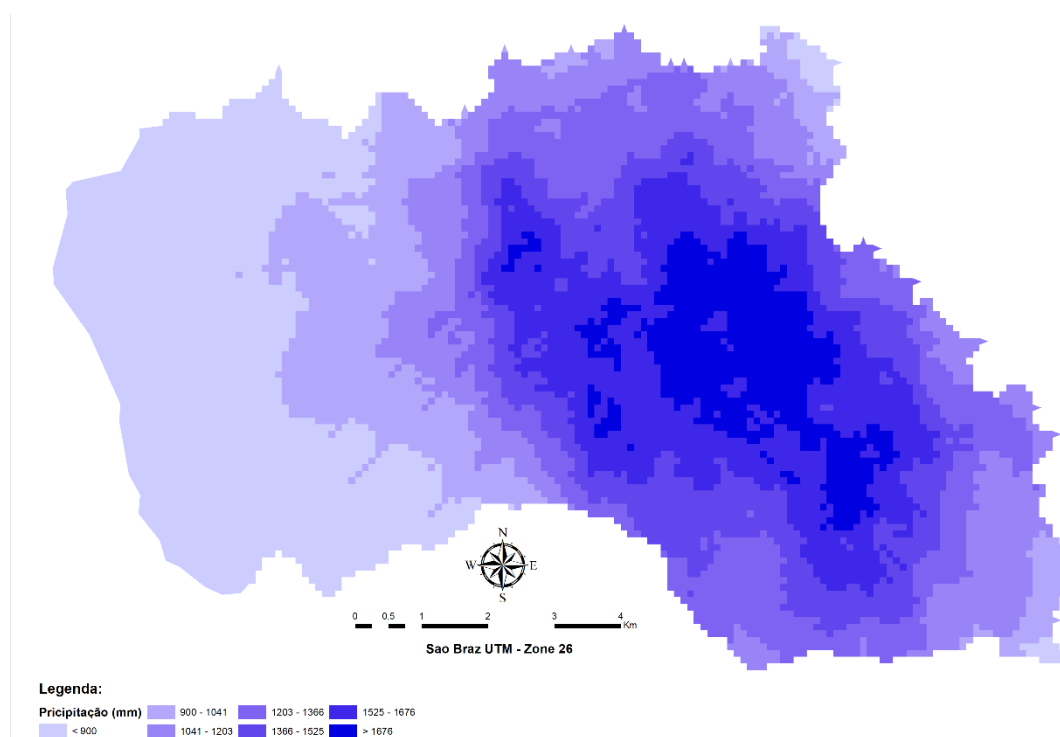 N
W E
S
0 0.5 1 2 3 4
Km
Sao Braz UTM - Zone 26
Legenda:
Pricipitação (mm) 900 - 1041 1203 - 1366 1525 - 1676
< 900 1041 - 1203 1366 - 1525 > 1676